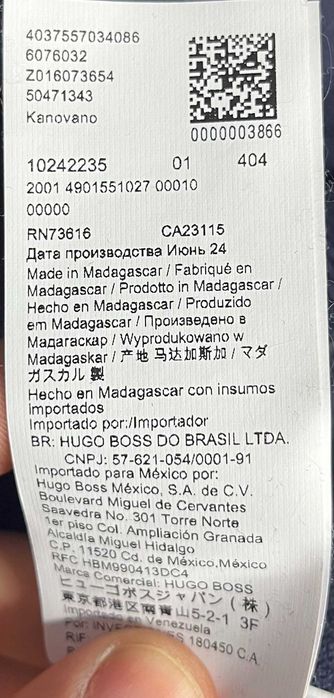 4037557034086
6076032
Z016073654
50471343
Kanovano
0000003866
10242235 01 404
2001 4901551027 00010
00000
RN73616 CA23115
Дата производства Июнь 24
Made in Madagascar / Fabriqué en
Madagascar / Prodotto in Madagascar /
Hecho en Madagascar / Produzido
em Madagascar / Произведено в
Мадагаскар / Wyprodukowano w
Madagaskar / 产地 马达加斯加 / マダ
ガスカル 製
Hecho en Madagascar con insumos
importados
Importado por:/Importador
BR: HUGO BOSS DO BRASIL LTDA.
CNPJ: 57-621-054/0001-91
Importado para México por:
Hugo Boss México, S.A. de C.V.
Boulevard Miguel de Cervantes
Saavedra No. 301 Torre Norte
1er piso Col. Ampliación Granada
Alcaldía Miguel Hidalgo
C.P. 11520 Cd. de México.México
RFC HBM990413DC4
Marca Comercial: HUGO BOSS
ヒューゴボスジャパン(株)
東京都港区南青山5-2-1 3F
Importado en Venezuela
Por: 180450 C.A.